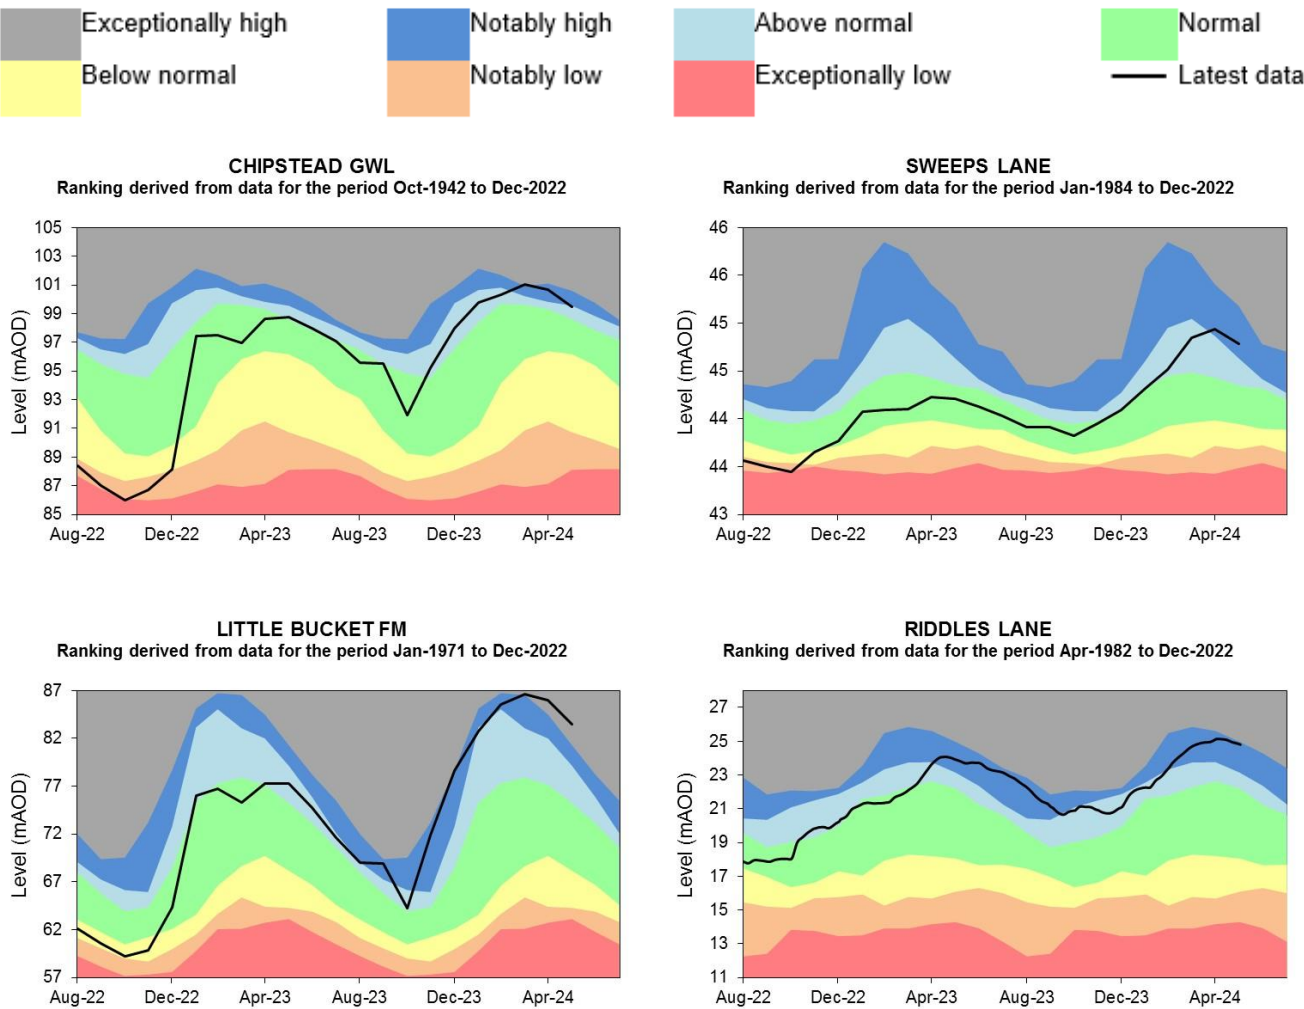 Exceptionally high
Notably high
Above normal
Normal
Below normal
Notably low
Exceptionally low
Latest data
CHIPSTEAD GWL
Ranking derived from data for the period Oct-1942 to Dec-2022
Level (mAOD)
105
103
101
99
97
95
93
91
89
87
85
Aug-22 Dec-22 Apr-23 Aug-23 Dec-23 Apr-24
SWEEPS LANE
Ranking derived from data for the period Jan-1984 to Dec-2022
Level (mAOD)
46
46
45
45
44
44
43
Aug-22 Dec-22 Apr-23 Aug-23 Dec-23 Apr-24
LITTLE BUCKET FM
Ranking derived from data for the period Jan-1971 to Dec-2022
Level (mAOD)
87
82
77
72
67
62
57
Aug-22 Dec-22 Apr-23 Aug-23 Dec-23 Apr-24
RIDDLES LANE
Ranking derived from data for the period Apr-1982 to Dec-2022
Level (mAOD)
27
25
23
21
19
17
15
13
11
Aug-22 Dec-22 Apr-23 Aug-23 Dec-23 Apr-24